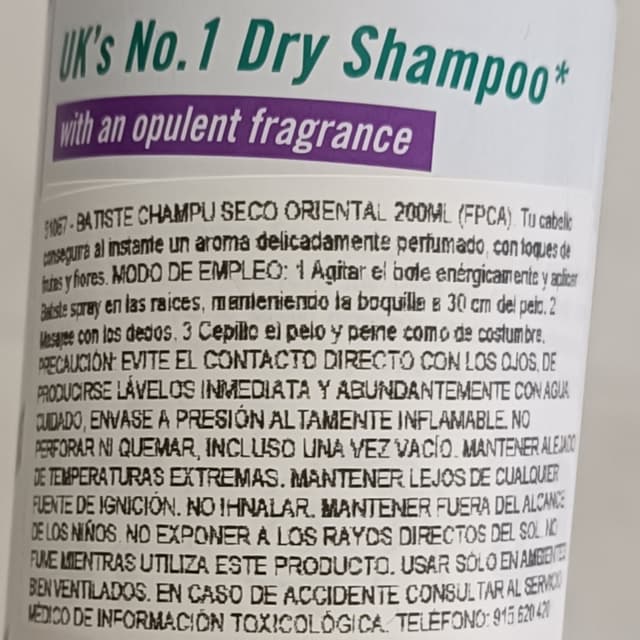 UK's No.1 Dry Shampoo*
with an opulent fragrance
91067 - BATISTE CHAMPU SECO ORIENTAL 200ML (FPCA). Tu cabello
consegura al instante un aroma delicadamente perfumado, con toques de
frutas y flores. MODO DE EMPLEO: 1 Agitar el bote enérgicamente y aplicar
Batiste spray en las raices, manteniendo la boquilla a 30 cm del pelo. 2
Masajee con los dedos. 3 Cepillo el pelo y peine como de costumbre.
PRECAUCIÓN: EVITE EL CONTACTO DIRECTO CON LOS OJOS, DE
PRODUCIRSE LÁVELOS INMEDIATA Y ABUNDANTEMENTE CON AGUA.
CUIDADO, ENVASE A PRESIÓN ALTAMENTE INFLAMABLE. NO
PERFORAR NI QUEMAR, INCLUSO UNA VEZ VACÍO. MANTENER ALEJADO
DE TEMPERATURAS EXTREMAS. MANTENER LEJOS DE CUALQUIER
FUENTE DE IGNICIÓN. NO IHNALAR. MANTENER FUERA DEL ALCANCE
DE LOS NIÑOS. NO EXPONER A LOS RAYOS DIRECTOS DEL SOL. NO
FUME MIENTRAS UTILIZA ESTE PRODUCTO. USAR SÓLO EN AMBIENTES
BIEN VENTILADOS. EN CASO DE ACCIDENTE CONSULTAR AL SERVICIO
MÉDICO DE INFORMACIÓN TOXICOLÓGICA. TELÉFONO: 915 620 420